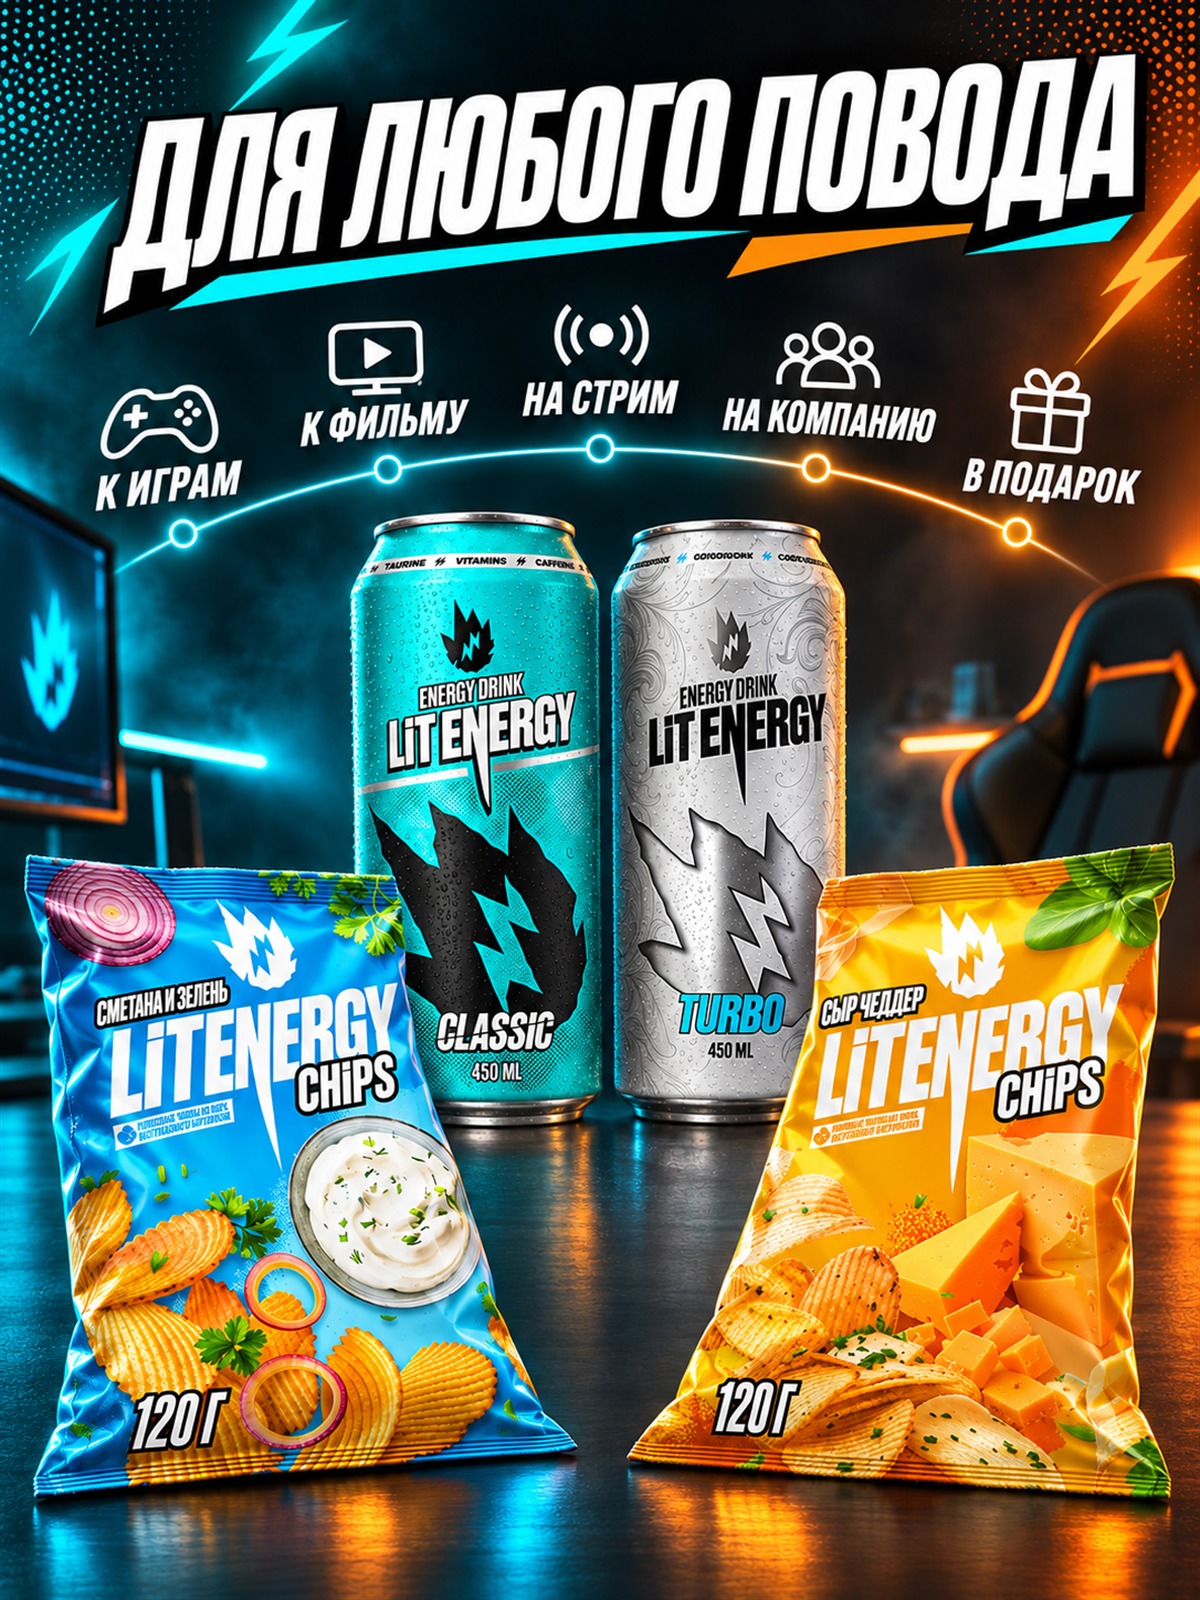 ДЛЯ ЛЮБОГО ПОВОДА
К ИГРАМ
К ФИЛЬМУ
НА СТРИМ
НА КОМПАНИЮ
В ПОДАРОК
TAURINE VITAMINS CAFFEINE
ENERGY DRINK
LiT ENERGY
CLASSIC
450 ML
ENERGY DRINK
LiT ENERGY
TURBO
450 ML
СМЕТАНА И ЗЕЛЕНЬ
LiTENERGY
CHiPS
120 Г
СЫР ЧЕДДЕР
LiTENERGY
CHiPS
120 Г